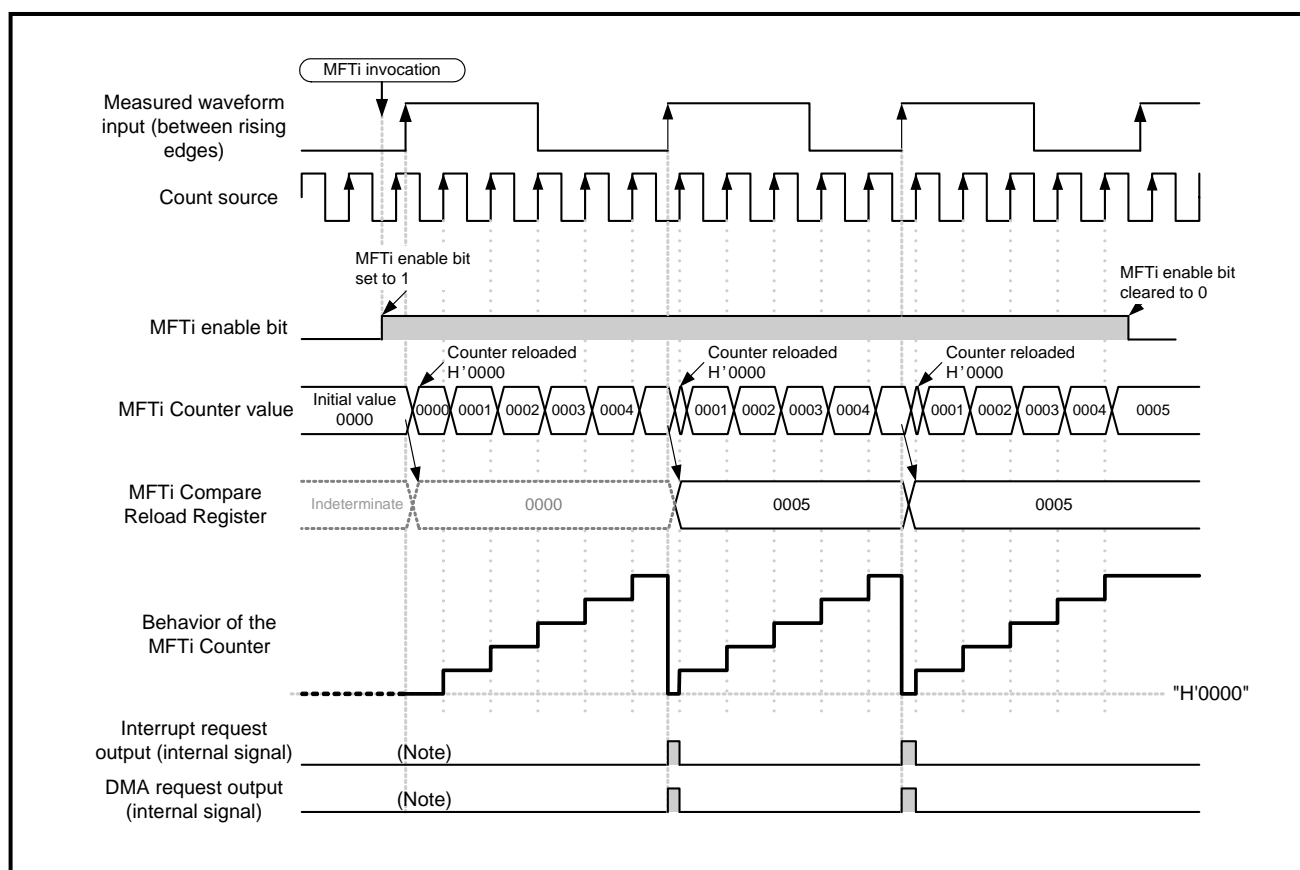 MFTi invocation
Measured waveform
input (between rising
edges)
Count source
MFTi enable bit
set to 1
MFTi enable bit
cleared to 0
MFTi enable bit
Counter reloaded
H'0000
Counter reloaded
H'0000
Counter reloaded
H'0000
MFTi Counter value
Initial value
0000
0000 0001 0002 0003 0004 0001 0002 0003 0004 0001 0002 0003 0004 0005
MFTi Compare
Reload Register
Indeterminate 0000 0005 0005
Behavior of the
MFTi Counter
"H'0000"
Interrupt request
output (internal signal)
(Note)
DMA request output
(internal signal)
(Note)